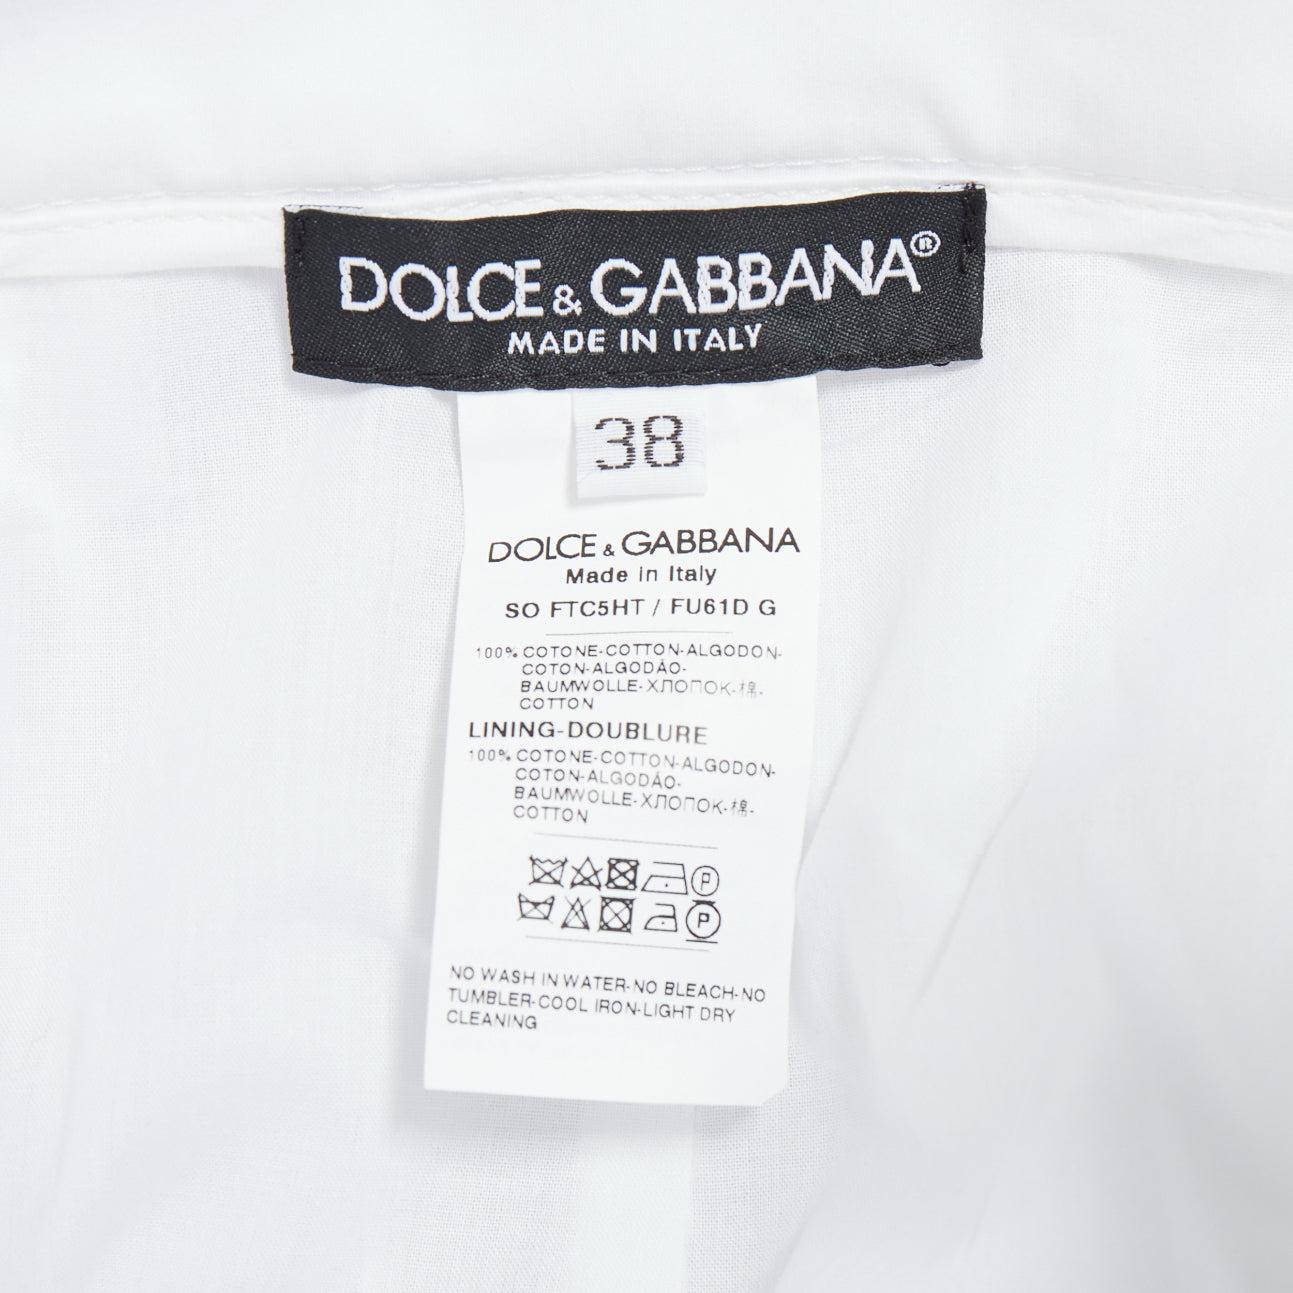 DOLCE & GABBANA®
MADE IN ITALY
38
DOLCE & GABBANA
Made in Italy
SO FTC5HT / FU61D G
100% COTONE-COTTON-ALGODON-
COTON-ALGODÃO-
BAUMWOLLE-ХЛОПОК-棉-
COTTON
LINING-DOUBLURE
100% COTONE-COTTON-ALGODON-
COTON-ALGODÃO-
BAUMWOLLE-ХЛОПОК-棉-
COTTON
P
P
NO WASH IN WATER-NO BLEACH-NO
TUMBLER-COOL IRON-LIGHT DRY
CLEANING